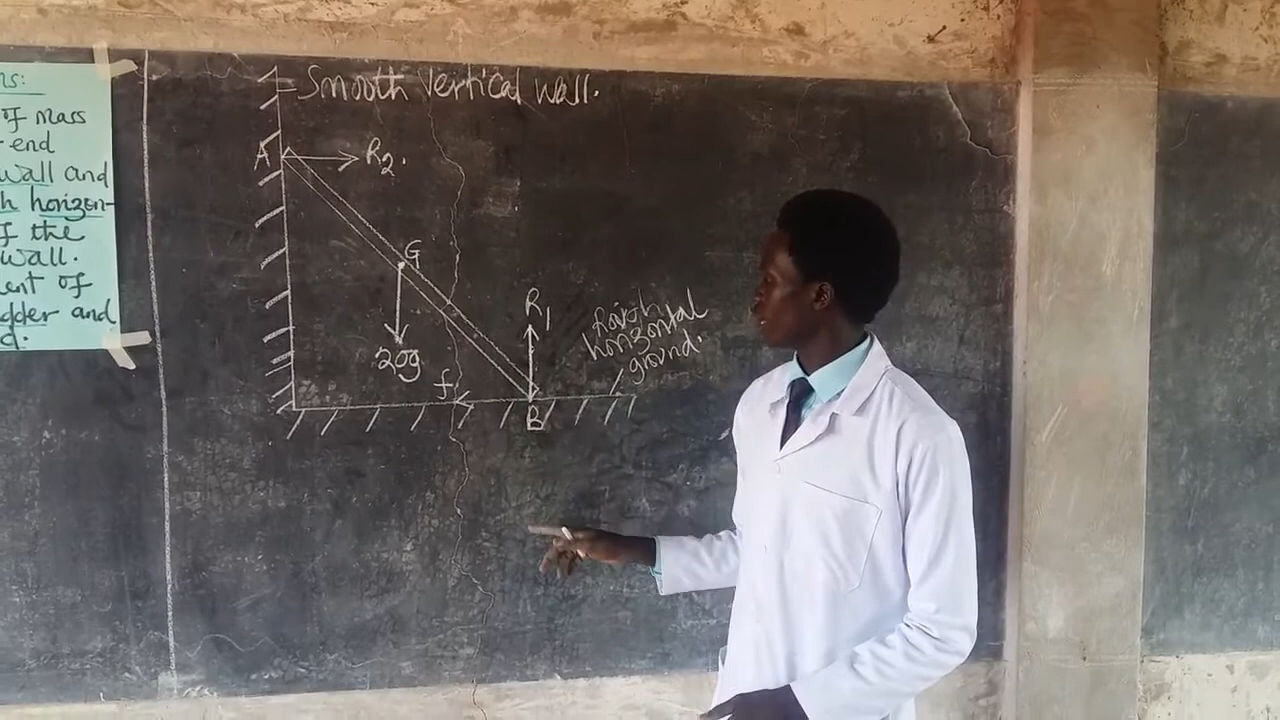 ns:
of mass
end
wall and
h horizon-
f the
wall.
ent of
dder and
d.
Smooth vertical wall.
A
R2.
G
20g
R1
Rough
horizontal
ground.
f
B